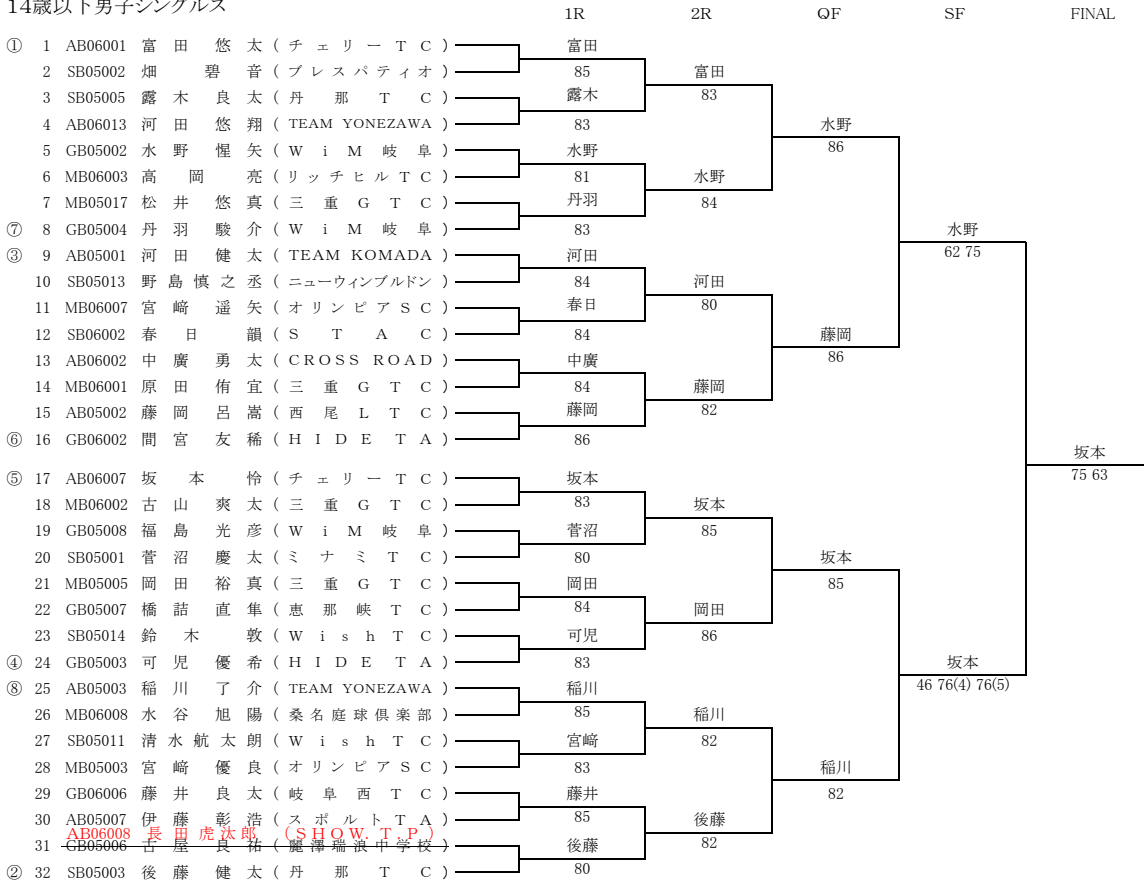 14歳以下男子シングルス
1R 2R QF SF FINAL
① 1 AB06001 富田 悠太 (チェリーTC) 富田
2 SB05002 畑 碧音 (ブレスパティオ) 85 富田
3 SB05005 露木良太 (丹那TC) 露木 83
4 AB06013 河田悠翔 (TEAM YONEZAWA) 83 水野
5 GB05002 水野惺矢 (WiM岐阜) 水野 86
6 MB06003 高岡 亮 (リッチヒルTC) 81 水野
7 MB05017 松井悠真 (三重GTC) 丹羽 84
⑦ 8 GB05004 丹羽駿介 (WiM岐阜) 83 水野
③ 9 AB05001 河田健太 (TEAM KOMADA) 河田 62 75
10 SB05013 野島慎之丞 (ニューウィンブルドン) 84 河田
11 MB06007 宮﨑遥矢 (オリンピアSC) 春日 80
12 SB06002 春日 韻 (STAC) 84 藤岡
13 AB06002 中廣勇太 (CROSS ROAD) 中廣 86
14 MB06001 原田侑宜 (三重GTC) 84 藤岡
15 AB05002 藤岡呂嵩 (西尾LTC) 藤岡 82
⑥ 16 GB06002 間宮友稀 (HIDETA) 86 坂本
⑤ 17 AB06007 坂本 怜 (チェリーTC) 坂本 75 63
18 MB06002 古山爽太 (三重GTC) 83 坂本
19 GB05008 福島光彦 (WiM岐阜) 菅沼 85
20 SB05001 菅沼慶太 (ミナミTC) 80 坂本
21 MB05005 岡田裕真 (三重GTC) 岡田 85
22 GB05007 橋詰直隼 (恵那峡TC) 84 岡田
23 SB05014 鈴木 敦 (WishTC) 可児 86
④ 24 GB05003 可児優希 (HIDETA) 83 坂本
⑧ 25 AB05003 稲川了介 (TEAM YONEZAWA) 稲川 46 76(4) 76(5)
26 MB06008 水谷旭陽 (桑名庭球倶楽部) 85 稲川
27 SB05011 清水航太朗 (WishTC) 宮﨑 82
28 MB05003 宮﨑優良 (オリンピアSC) 83 稲川
29 GB06006 藤井良太 (岐阜西TC) 藤井 82
30 AB05007 伊藤彰浩 (スポルトTA) 85 後藤
AB06008 長田虎汰郎 (SHOW.T.P)
31 GB05006 古屋良祐 (麗澤瑞浪中学校) 後藤 82
② 32 SB05003 後藤健太 (丹那TC) 80